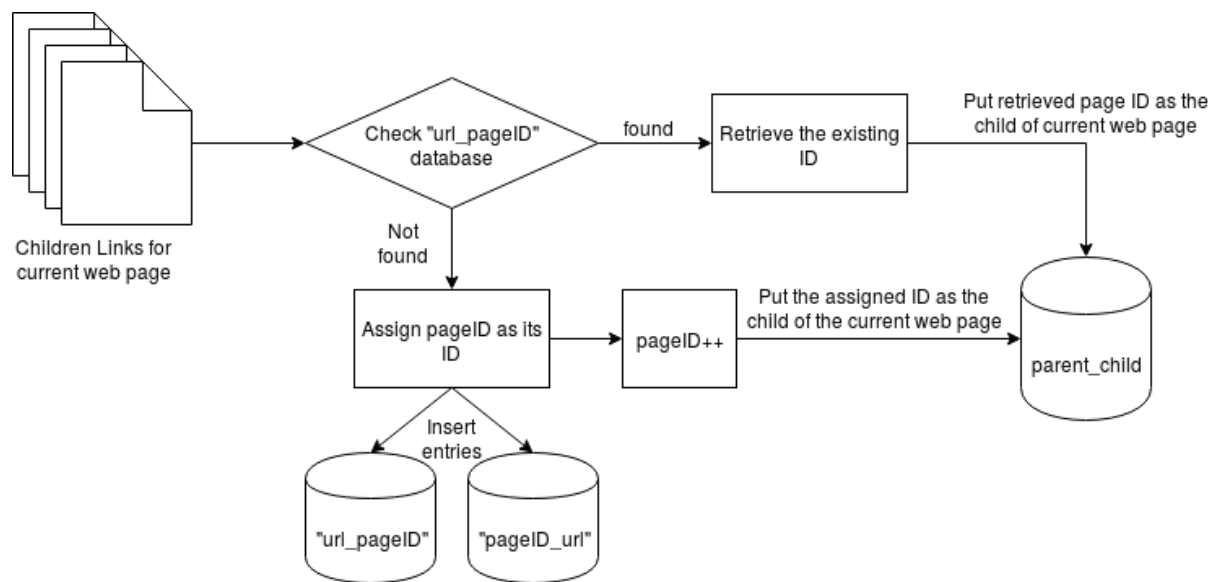 Put retrieved page ID as the
child of current web page
Check "url_pageID"
database
found
Retrieve the existing
ID
Children Links for
current web page
Not
found
Assign pageID as its
ID
pageID++
Put the assigned ID as the
child of the current web page
parent_child
Insert
entries
"url_pageID"
"pageID_url"